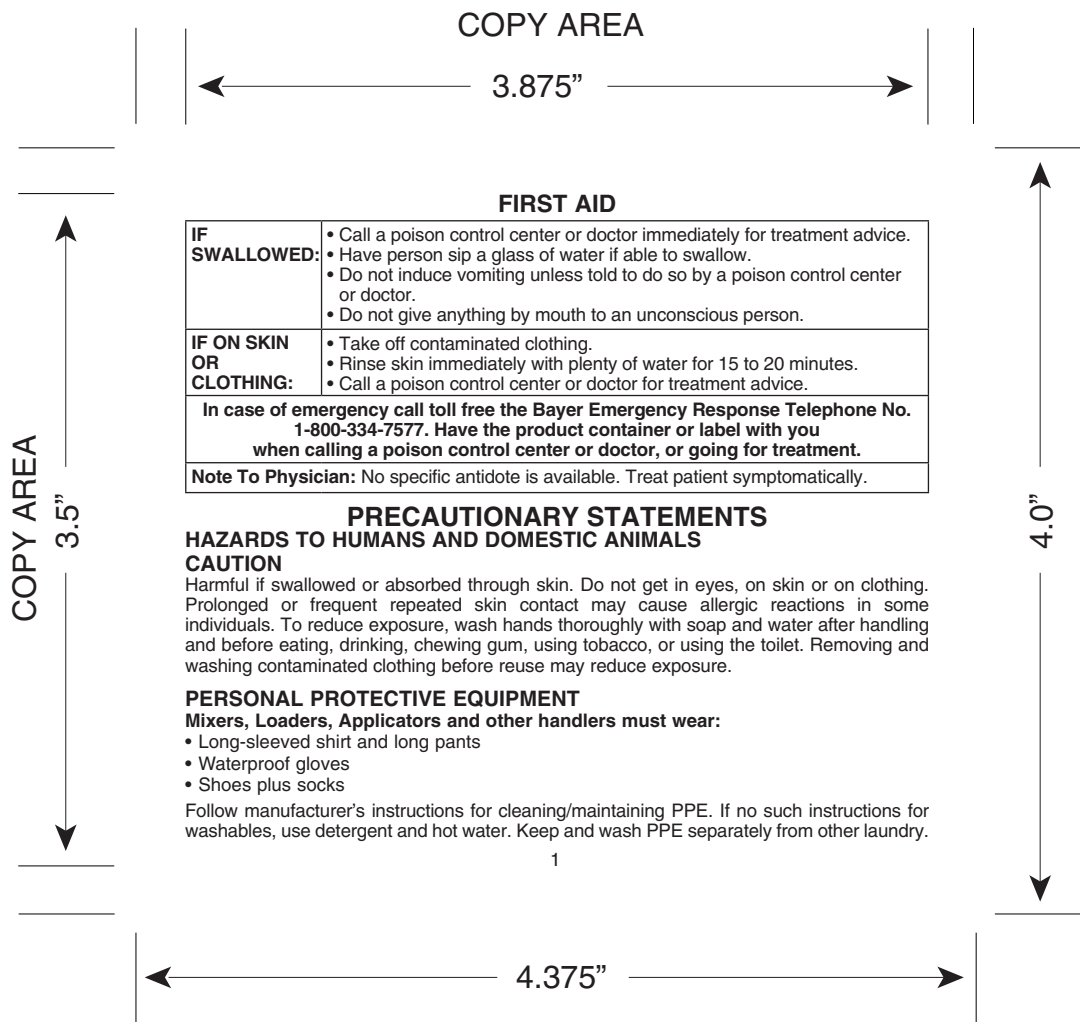 COPY AREA
3.875”
FIRST AID
IF
SWALLOWED:
• Call a poison control center or doctor immediately for treatment advice.
• Have person sip a glass of water if able to swallow.
• Do not induce vomiting unless told to do so by a poison control center
or doctor.
• Do not give anything by mouth to an unconscious person.
IF ON SKIN
OR
CLOTHING:
• Take off contaminated clothing.
• Rinse skin immediately with plenty of water for 15 to 20 minutes.
• Call a poison control center or doctor for treatment advice.
In case of emergency call toll free the Bayer Emergency Response Telephone No.
1-800-334-7577. Have the product container or label with you
when calling a poison control center or doctor, or going for treatment.
Note To Physician: No specific antidote is available. Treat patient symptomatically.
COPY AREA
3.5”
4.0”
PRECAUTIONARY STATEMENTS
HAZARDS TO HUMANS AND DOMESTIC ANIMALS
CAUTION
Harmful if swallowed or absorbed through skin. Do not get in eyes, on skin or on clothing.
Prolonged or frequent repeated skin contact may cause allergic reactions in some
individuals. To reduce exposure, wash hands thoroughly with soap and water after handling
and before eating, drinking, chewing gum, using tobacco, or using the toilet. Removing and
washing contaminated clothing before reuse may reduce exposure.
PERSONAL PROTECTIVE EQUIPMENT
Mixers, Loaders, Applicators and other handlers must wear:
• Long-sleeved shirt and long pants
• Waterproof gloves
• Shoes plus socks
Follow manufacturer’s instructions for cleaning/maintaining PPE. If no such instructions for
washables, use detergent and hot water. Keep and wash PPE separately from other laundry.
1
4.375”